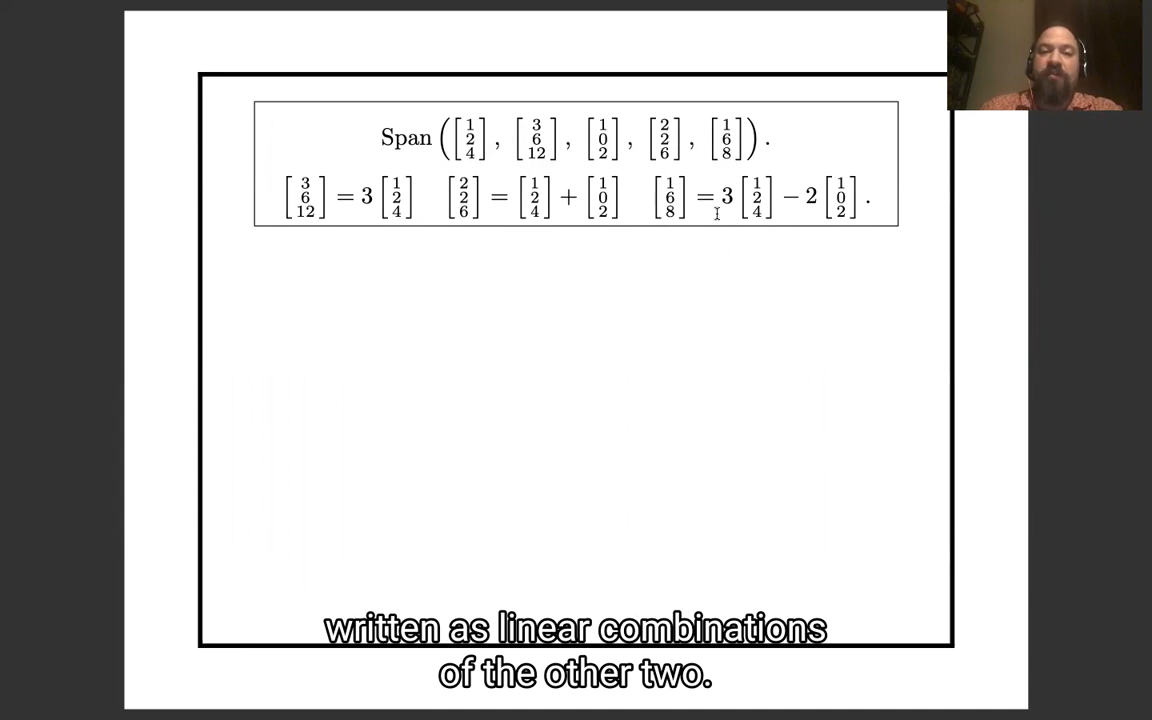 Span ([1 2 4], [3 6 12], [1 0 2], [2 2 6], [1 6 8]).
[3 6 12] = 3 [1 2 4] [2 2 6] = [1 2 4] + [1 0 2] [1 6 8] = 3 [1 2 4] − 2 [1 0 2].
written as linear combinations
of the other two.